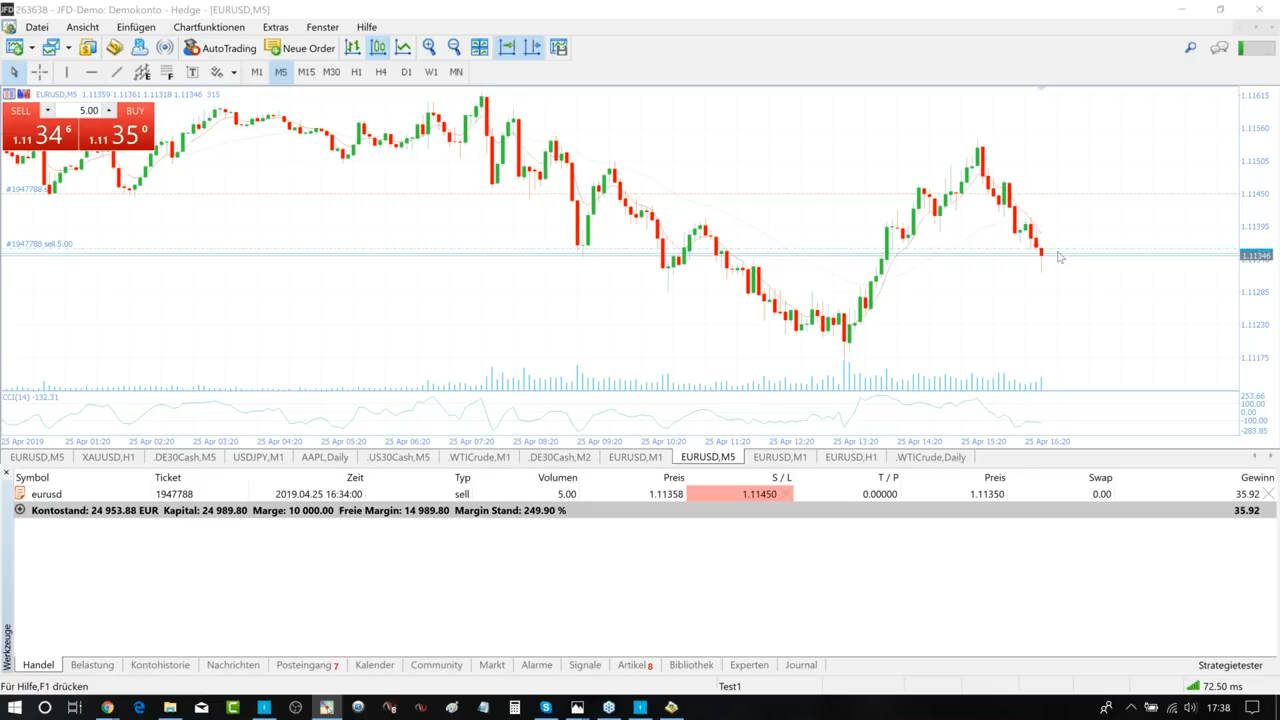 263638 - JFD-Demo: Demokonto - Hedge - [EURUSD,M5]
Datei Ansicht Einfügen Chartfunktionen Extras Fenster Hilfe
AutoTrading Neue Order
M1 M5 M15 M30 H1 H4 D1 W1 MN
EURUSD,M5 1.11359 1.11361 1.11318 1.11346 315
SELL 5.00 BUY
1.11 34 6 1.11 35 0
1.11615
1.11560
1.11505
#1947788 s
1.11450
1.11395
#1947788 sell 5.00
1.11346
1.11285
1.11230
1.11175
CCI(14) -132.31
253.66
100.00
0.00
-100.00
-283.85
25 Apr 2019 25 Apr 01:20 25 Apr 02:20 25 Apr 03:20 25 Apr 04:20 25 Apr 05:20 25 Apr 06:20 25 Apr 07:20 25 Apr 08:20 25 Apr 09:20 25 Apr 10:20 25 Apr 11:20 25 Apr 12:20 25 Apr 13:20 25 Apr 14:20 25 Apr 15:20 25 Apr 16:20
EURUSD,M5 XAUUSD,H1 .DE30Cash,M5 USDJPY,M1 AAPL,Daily .US30Cash,M5 .WTICrude,M1 .DE30Cash,M2 EURUSD,M1 EURUSD,M5 EURUSD,M1 EURUSD,H1 .WTICrude,Daily
Symbol Ticket Zeit Typ Volumen Preis S / L T / P Preis Swap Gewinn
eurusd 1947788 2019.04.25 16:34:00 sell 5.00 1.11358 1.11450 0.00000 1.11350 0.00 35.92
Kontostand: 24 953.88 EUR Kapital: 24 989.80 Marge: 10 000.00 Freie Margin: 14 989.80 Margin Stand: 249.90 % 35.92
Werkzeuge
Handel Belastung Kontohistorie Nachrichten Posteingang 7 Kalender Community Markt Alarme Signale Artikel 8 Bibliothek Experten Journal Strategietester
Für Hilfe,F1 drücken Test1 72.50 ms
17:38